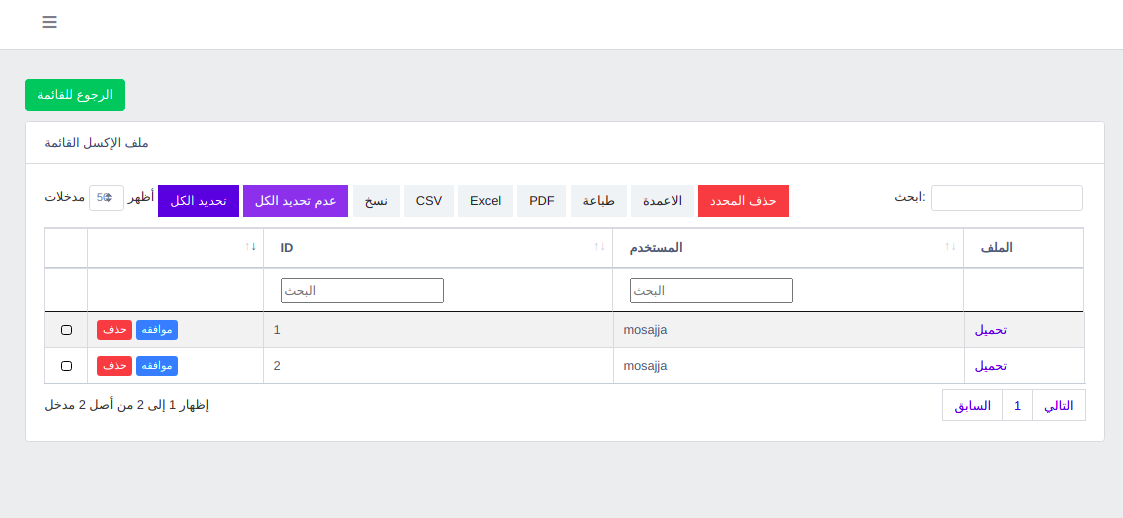 الرجوع للقائمة
ملف الإكسل القائمة
أظهر 50 مدخلات
تحديد الكل
عدم تحديد الكل
نسخ
CSV
Excel
PDF
طباعة
الاعمدة
حذف المحدد
ابحث:
ID
المستخدم
الملف
البحث
البحث
حذف موافقه 1 mosajja تحميل
حذف موافقه 2 mosajja تحميل
إظهار 1 إلى 2 من أصل 2 مدخل
السابق 1 التالي